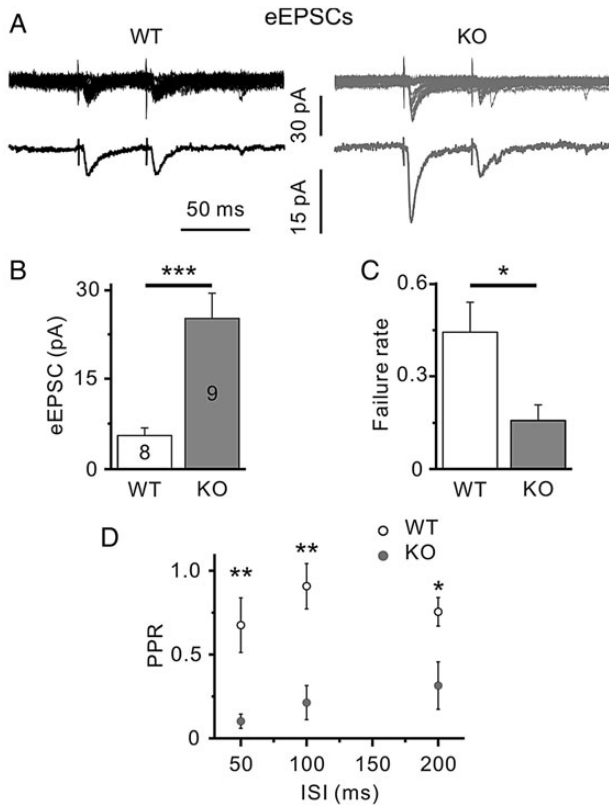 A
eEPSCs
WT
KO
30 pA
15 pA
50 ms
B
***
30
15
0
eEPSC (pA)
8
9
WT
KO
C
*
0.6
0.3
0
Failure rate
WT
KO
D
WT
KO
**
**
*
1.0
0.5
0
PPR
50
100
150
200
ISI (ms)